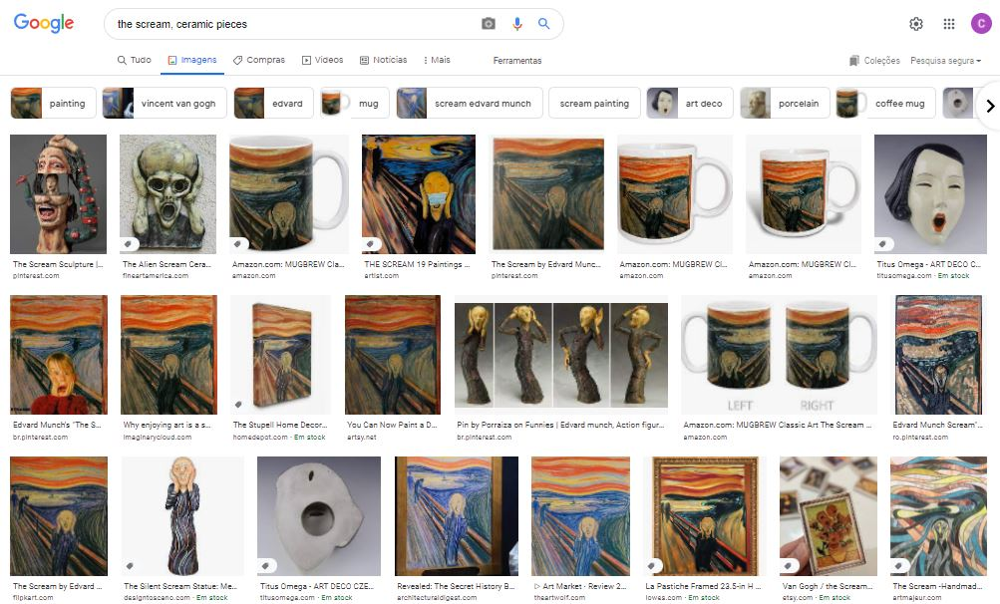 Google
the scream, ceramic pieces
C
Tudo
Imagens
Compras
Vídeos
Notícias
Mais
Ferramentas
Coleções
Pesquisa segura
painting
vincent van gogh
edvard
mug
scream edvard munch
scream painting
art deco
porcelain
coffee mug
The Scream Sculpture |...
pinterest.com
The Alien Scream Cera...
fineartamerica.com
Amazon.com: MUGBREW Cla...
amazon.com
THE SCREAM 19 Paintings ...
artist.com
The Scream by Edvard Munc...
pinterest.com
Amazon.com: MUGBREW Cl...
amazon.com
Amazon.com: MUGBREW Cl...
amazon.com
Titus Omega - ART DECO C...
titusomega.com · Em stock
Edvard Munch's "The S...
br.pinterest.com
Why enjoying art is a s...
imaginarycloud.com
The Stupell Home Decor...
homedepot.com · Em stock
You Can Now Paint a D...
artsy.net
Pin by Porraiza on Funnies | Edvard munch, Action figur...
br.pinterest.com
LEFT
RIGHT
Amazon.com: MUGBREW Classic Art The Scream ...
amazon.com
Edvard Munch Scream"...
ro.pinterest.com
The Scream by Edvard ...
flipkart.com
The Silent Scream Statue: Me...
designtoscano.com · Em stock
Titus Omega - ART DECO CZE...
titusomega.com · Em stock
Revealed: The Secret History B...
architecturaldigest.com
▷ Art Market - Review 2...
theartwolf.com
La Pastiche Framed 23.5-in H ...
lowes.com · Em stock
Van Gogh / the Scream...
etsy.com · Em stock
The Scream -Handmad...
artmajeur.com